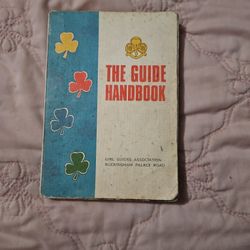 THE GUIDE
HANDBOOK
GIRL GUIDES ASSOCIATION
BUCKINGHAM PALACE ROAD